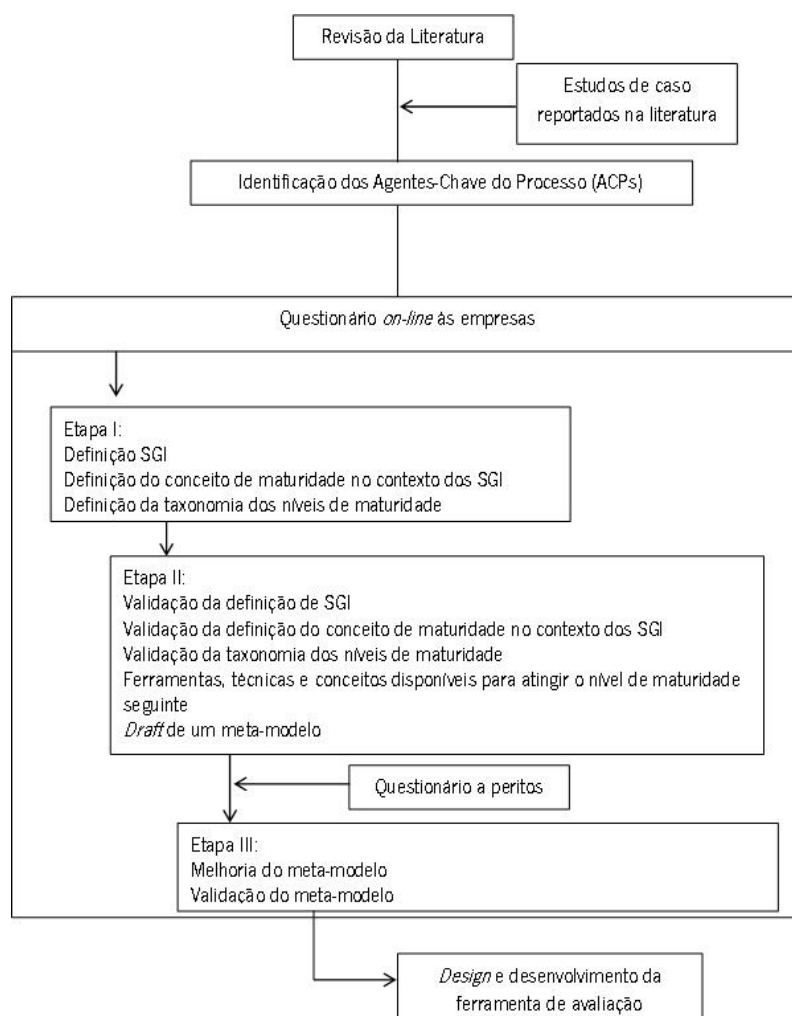 Revisão da Literatura
Estudos de caso
reportados na literatura
Identificação dos Agentes-Chave do Processo (ACPs)
Questionário on-line às empresas
Etapa I:
Definição SGI
Definição do conceito de maturidade no contexto dos SGI
Definição da taxonomia dos níveis de maturidade
Etapa II:
Validação da definição de SGI
Validação da definição do conceito de maturidade no contexto dos SGI
Validação da taxonomia dos níveis de maturidade
Ferramentas, técnicas e conceitos disponíveis para atingir o nível de maturidade
seguinte
Draft de um meta-modelo
Questionário a peritos
Etapa III:
Melhoria do meta-modelo
Validação do meta-modelo
Design e desenvolvimento da
ferramenta de avaliação